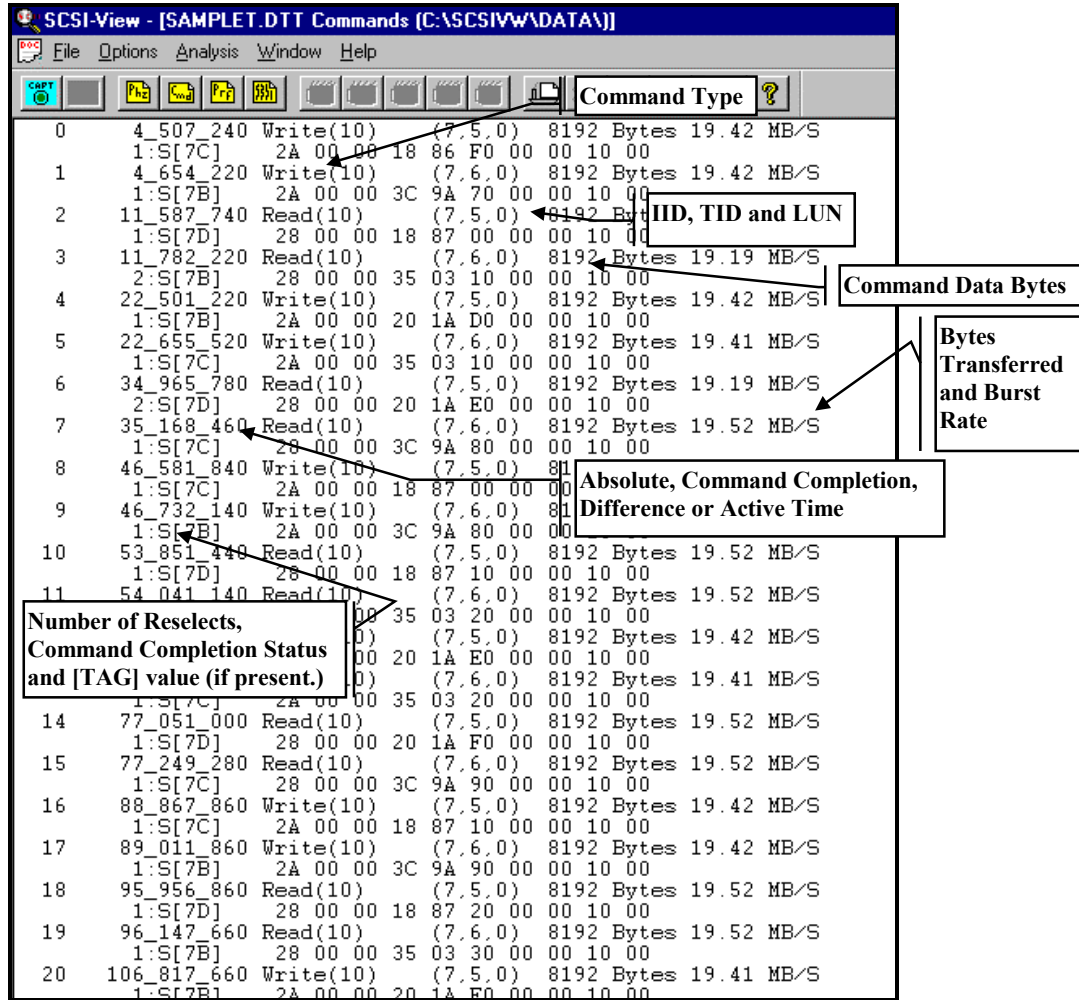 SCSI-View - [SAMPLET.DTT Commands (C:\SCSIVW\DATA\)]
File Options Analysis Window Help
CAPT Phz Cmd Prf
Command Type
0 4_507_240 Write(10) (7,5,0) 8192 Bytes 19.42 MB/S
1:S[7C] 2A 00 00 18 86 F0 00 00 10 00
1 4_654_220 Write(10) (7,6,0) 8192 Bytes 19.42 MB/S
1:S[7B] 2A 00 00 3C 9A 70 00 00 10 00
2 11_587_740 Read(10) (7,5,0) 8192
IID, TID and LUN
1:S[7D] 28 00 00 18 87 00 00 00 10
3 11_782_220 Read(10) (7,6,0) 8192 Bytes 19.19 MB/S
2:S[7B] 28 00 00 35 03 10 00 00 10 00
Command Data Bytes
4 22_501_220 Write(10) (7,5,0) 8192 Bytes 19.42 MB/S
1:S[7B] 2A 00 00 20 1A D0 00 00 10 00
5 22_655_520 Write(10) (7,6,0) 8192 Bytes 19.41 MB/S
1:S[7C] 2A 00 00 35 03 10 00 00 10 00
Bytes
Transferred
and Burst
Rate
6 34_965_780 Read(10) (7,5,0) 8192 Bytes 19.19 MB/S
2:S[7D] 28 00 00 20 1A E0 00 00 10 00
7 35_168_460 Read(10) (7,6,0) 8192 Bytes 19.52 MB/S
1:S[7C] 28 00 00 3C 9A 80 00 00 10 00
8 46_581_840 Write(10) (7,5,0)
1:S[7C] 2A 00 00 18 87 00 00 00
Absolute, Command Completion,
Difference or Active Time
9 46_732_140 Write(10) (7,6,0)
1:S[7B] 2A 00 00 3C 9A 80 00
10 53_851_440 Read(10) (7,5,0) 8192 Bytes 19.52 MB/S
1:S[7D] 28 00 00 18 87 10 00 00 10 00
11 54_041_140 Read(10) (7,6,0) 8192 Bytes 19.52 MB/S
Number of Reselects,
Command Completion Status
and [TAG] value (if present.)
00 35 03 20 00 00 10 00
(7,5,0) 8192 Bytes 19.42 MB/S
00 20 1A E0 00 00 10 00
(7,6,0) 8192 Bytes 19.41 MB/S
1:S[7C] 2A 00 00 35 03 20 00 00 10 00
14 77_051_000 Read(10) (7,5,0) 8192 Bytes 19.52 MB/S
1:S[7D] 28 00 00 20 1A F0 00 00 10 00
15 77_249_280 Read(10) (7,6,0) 8192 Bytes 19.52 MB/S
1:S[7C] 28 00 00 3C 9A 90 00 00 10 00
16 88_867_860 Write(10) (7,5,0) 8192 Bytes 19.42 MB/S
1:S[7C] 2A 00 00 18 87 10 00 00 10 00
17 89_011_860 Write(10) (7,6,0) 8192 Bytes 19.42 MB/S
1:S[7B] 2A 00 00 3C 9A 90 00 00 10 00
18 95_956_860 Read(10) (7,5,0) 8192 Bytes 19.52 MB/S
1:S[7D] 28 00 00 18 87 20 00 00 10 00
19 96_147_660 Read(10) (7,6,0) 8192 Bytes 19.52 MB/S
1:S[7B] 28 00 00 35 03 30 00 00 10 00
20 106_817_660 Write(10) (7,5,0) 8192 Bytes 19.41 MB/S
1:S[7B] 2A 00 00 20 1A F0 00 00 10 00